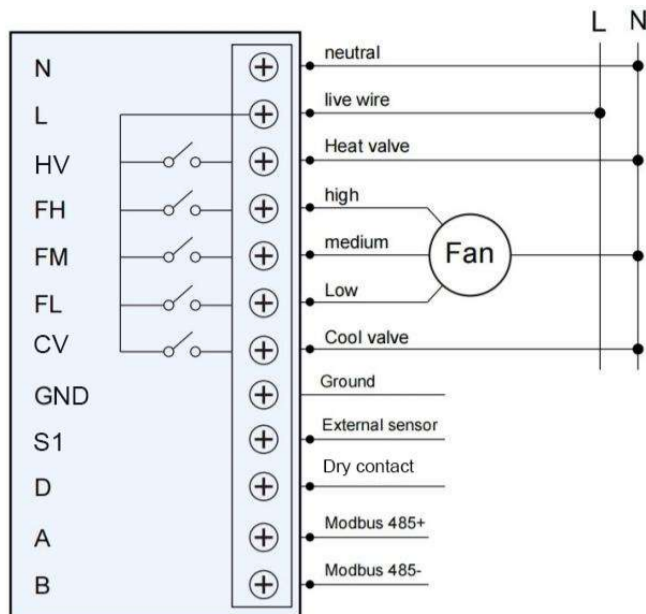 L N
N neutral
L live wire
HV Heat valve
FH high
FM medium
Fan
FL Low
CV Cool valve
GND Ground
S1 External sensor
D Dry contact
A Modbus 485+
B Modbus 485-